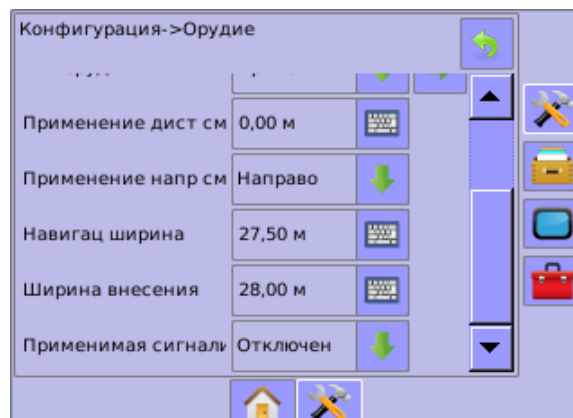 Конфигурация->Орудие
Применение дист см 0,00 м
Применение напр см Направо
Навигац ширина 27,50 м
Ширина внесения 28,00 м
Применимая сигнали Отключен